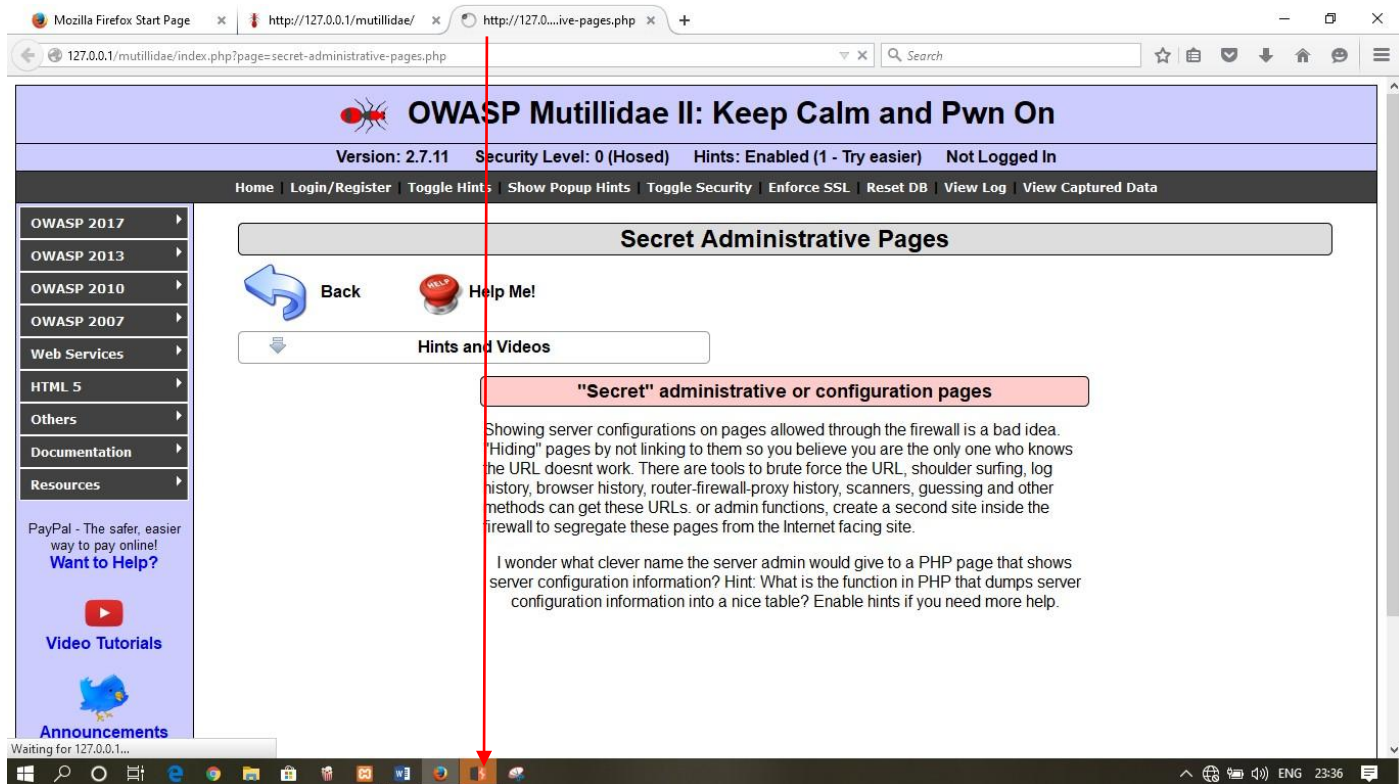 Mozilla Firefox Start Page
http://127.0.0.1/mutillidae/
http://127.0....ive-pages.php
127.0.0.1/mutillidae/index.php?page=secret-administrative-pages.php
Search
OWASP Mutillidae II: Keep Calm and Pwn On
Version: 2.7.11 Security Level: 0 (Hosed) Hints: Enabled (1 - Try easier) Not Logged In
Home | Login/Register | Toggle Hints | Show Popup Hints | Toggle Security | Enforce SSL | Reset DB | View Log | View Captured Data
OWASP 2017
OWASP 2013
OWASP 2010
OWASP 2007
Web Services
HTML 5
Others
Documentation
Resources
PayPal - The safer, easier
way to pay online!
Want to Help?
Video Tutorials
Announcements
Secret Administrative Pages
Back
HELP
Help Me!
Hints and Videos
"Secret" administrative or configuration pages
Showing server configurations on pages allowed through the firewall is a bad idea.
"Hiding" pages by not linking to them so you believe you are the only one who knows
the URL doesnt work. There are tools to brute force the URL, shoulder surfing, log
history, browser history, router-firewall-proxy history, scanners, guessing and other
methods can get these URLs. or admin functions, create a second site inside the
firewall to segregate these pages from the Internet facing site.
I wonder what clever name the server admin would give to a PHP page that shows
server configuration information? Hint: What is the function in PHP that dumps server
configuration information into a nice table? Enable hints if you need more help.
Waiting for 127.0.0.1...
ENG 23:36